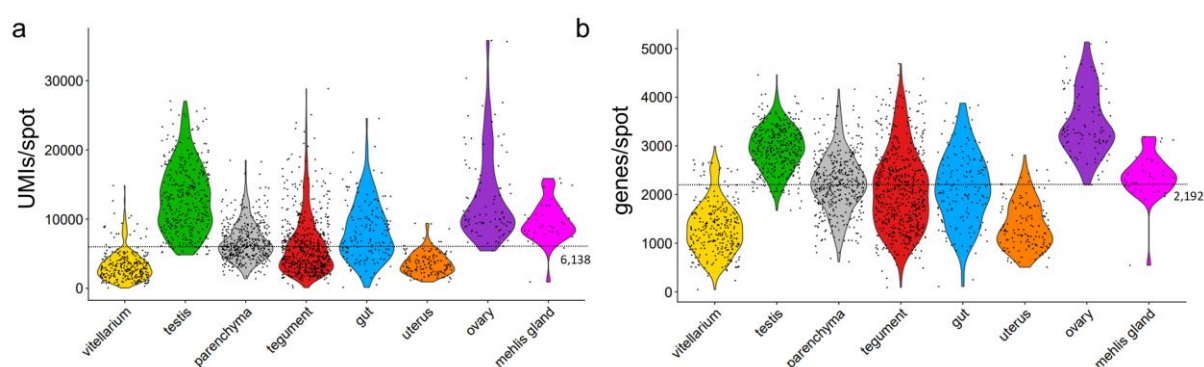 a
UMIs/spot
30000
20000
10000
0
6,138
vitellarium
testis
parenchyma
tegument
gut
uterus
ovary
mehlis gland
b
genes/spot
5000
4000
3000
2000
1000
0
2,192
vitellarium
testis
parenchyma
tegument
gut
uterus
ovary
mehlis gland